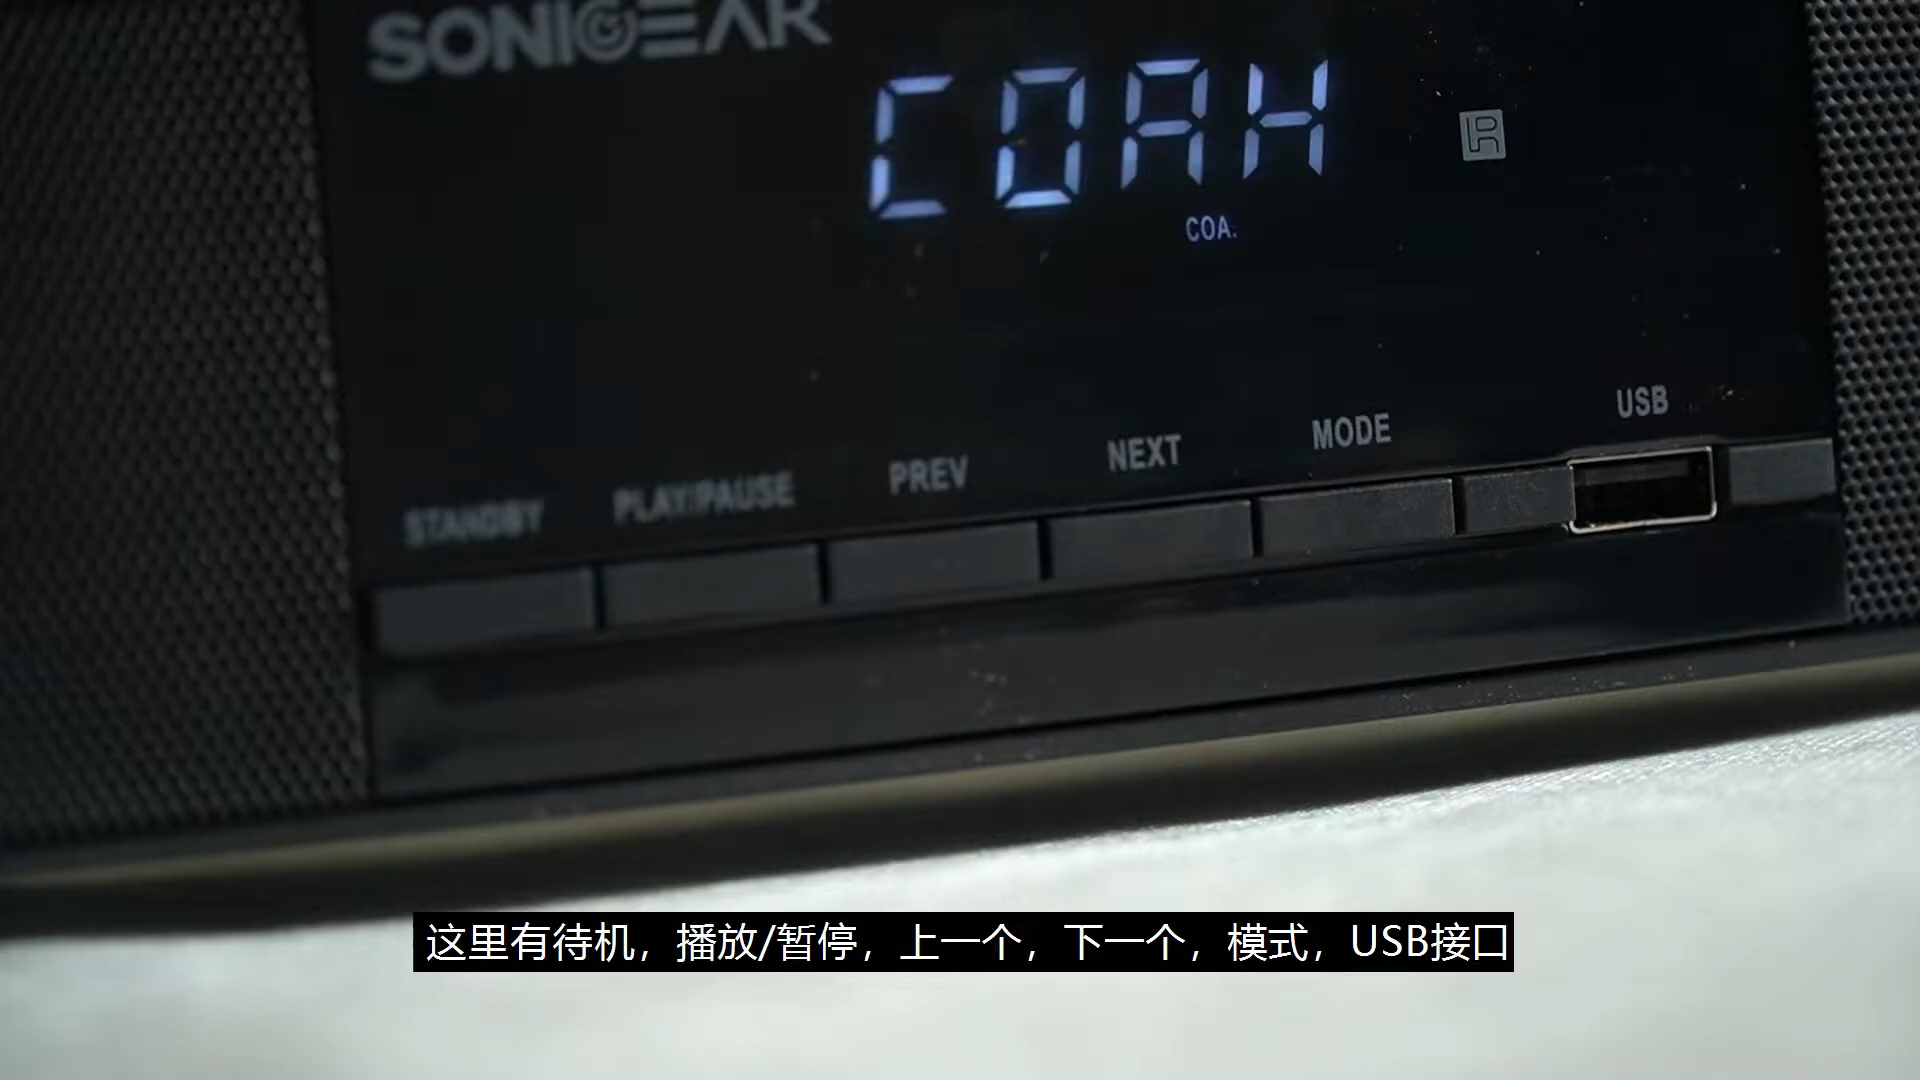 SONICGEAR
COAX
COA.
STANDBY
PLAY/PAUSE
PREV
NEXT
MODE
USB
这里有待机，播放/暂停，上一个，下一个，模式，USB接口